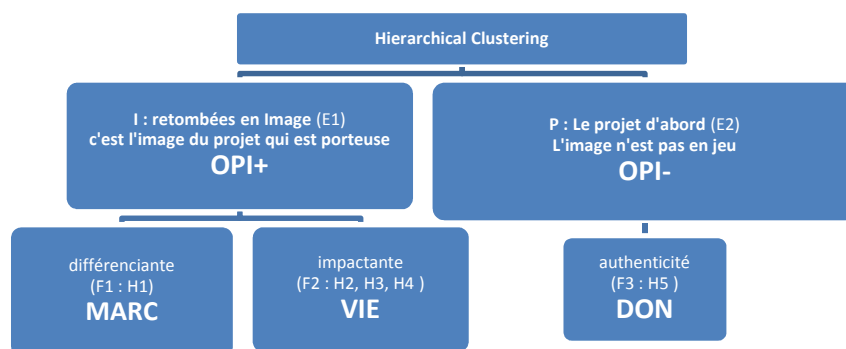 Hierarchical Clustering
I : retombées en Image (E1)
c'est l'image du projet qui est porteuse
OPI+
P : Le projet d'abord (E2)
L'image n'est pas en jeu
OPI-
différenciante
(F1 : H1)
MARC
impactante
(F2 : H2, H3, H4 )
VIE
authenticité
(F3 : H5 )
DON